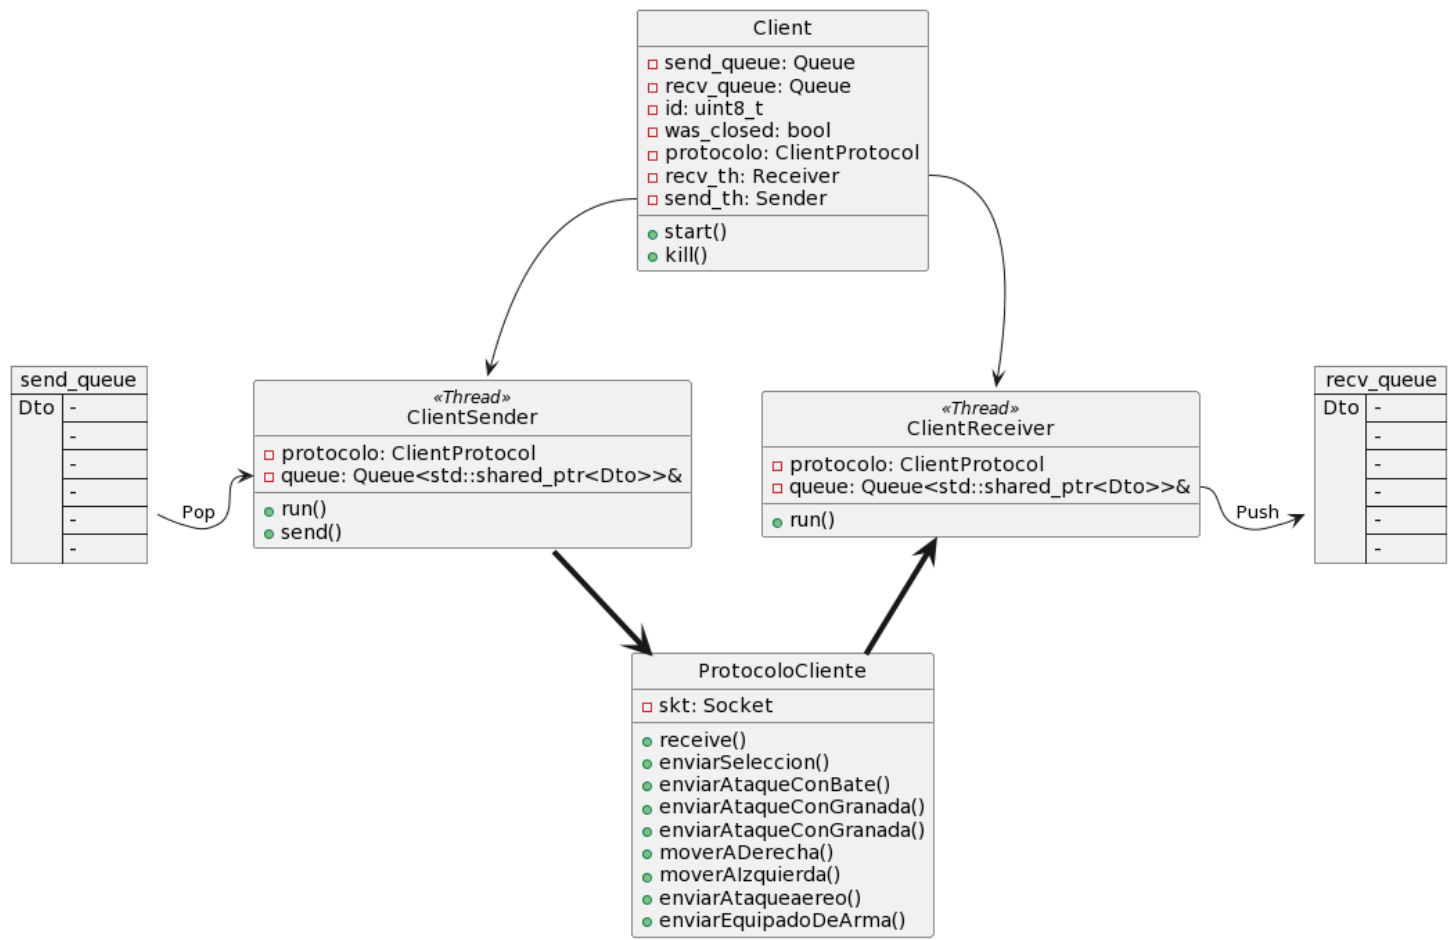 Client
send_queue: Queue
recv_queue: Queue
id: uint8_t
was_closed: bool
protocolo: ClientProtocol
recv_th: Receiver
send_th: Sender
start()
kill()
send_queue
Dto
-
-
-
-
-
-
Pop
«Thread»
ClientSender
protocolo: ClientProtocol
queue: Queue<std::shared_ptr<Dto>>&
run()
send()
«Thread»
ClientReceiver
protocolo: ClientProtocol
queue: Queue<std::shared_ptr<Dto>>&
run()
Push
recv_queue
Dto
-
-
-
-
-
-
ProtocoloCliente
skt: Socket
receive()
enviarSeleccion()
enviarAtaqueConBate()
enviarAtaqueConGranada()
enviarAtaqueConGranada()
moverADerecha()
moverAIzquierda()
enviarAtaqueaereo()
enviarEquipadoDeArma()